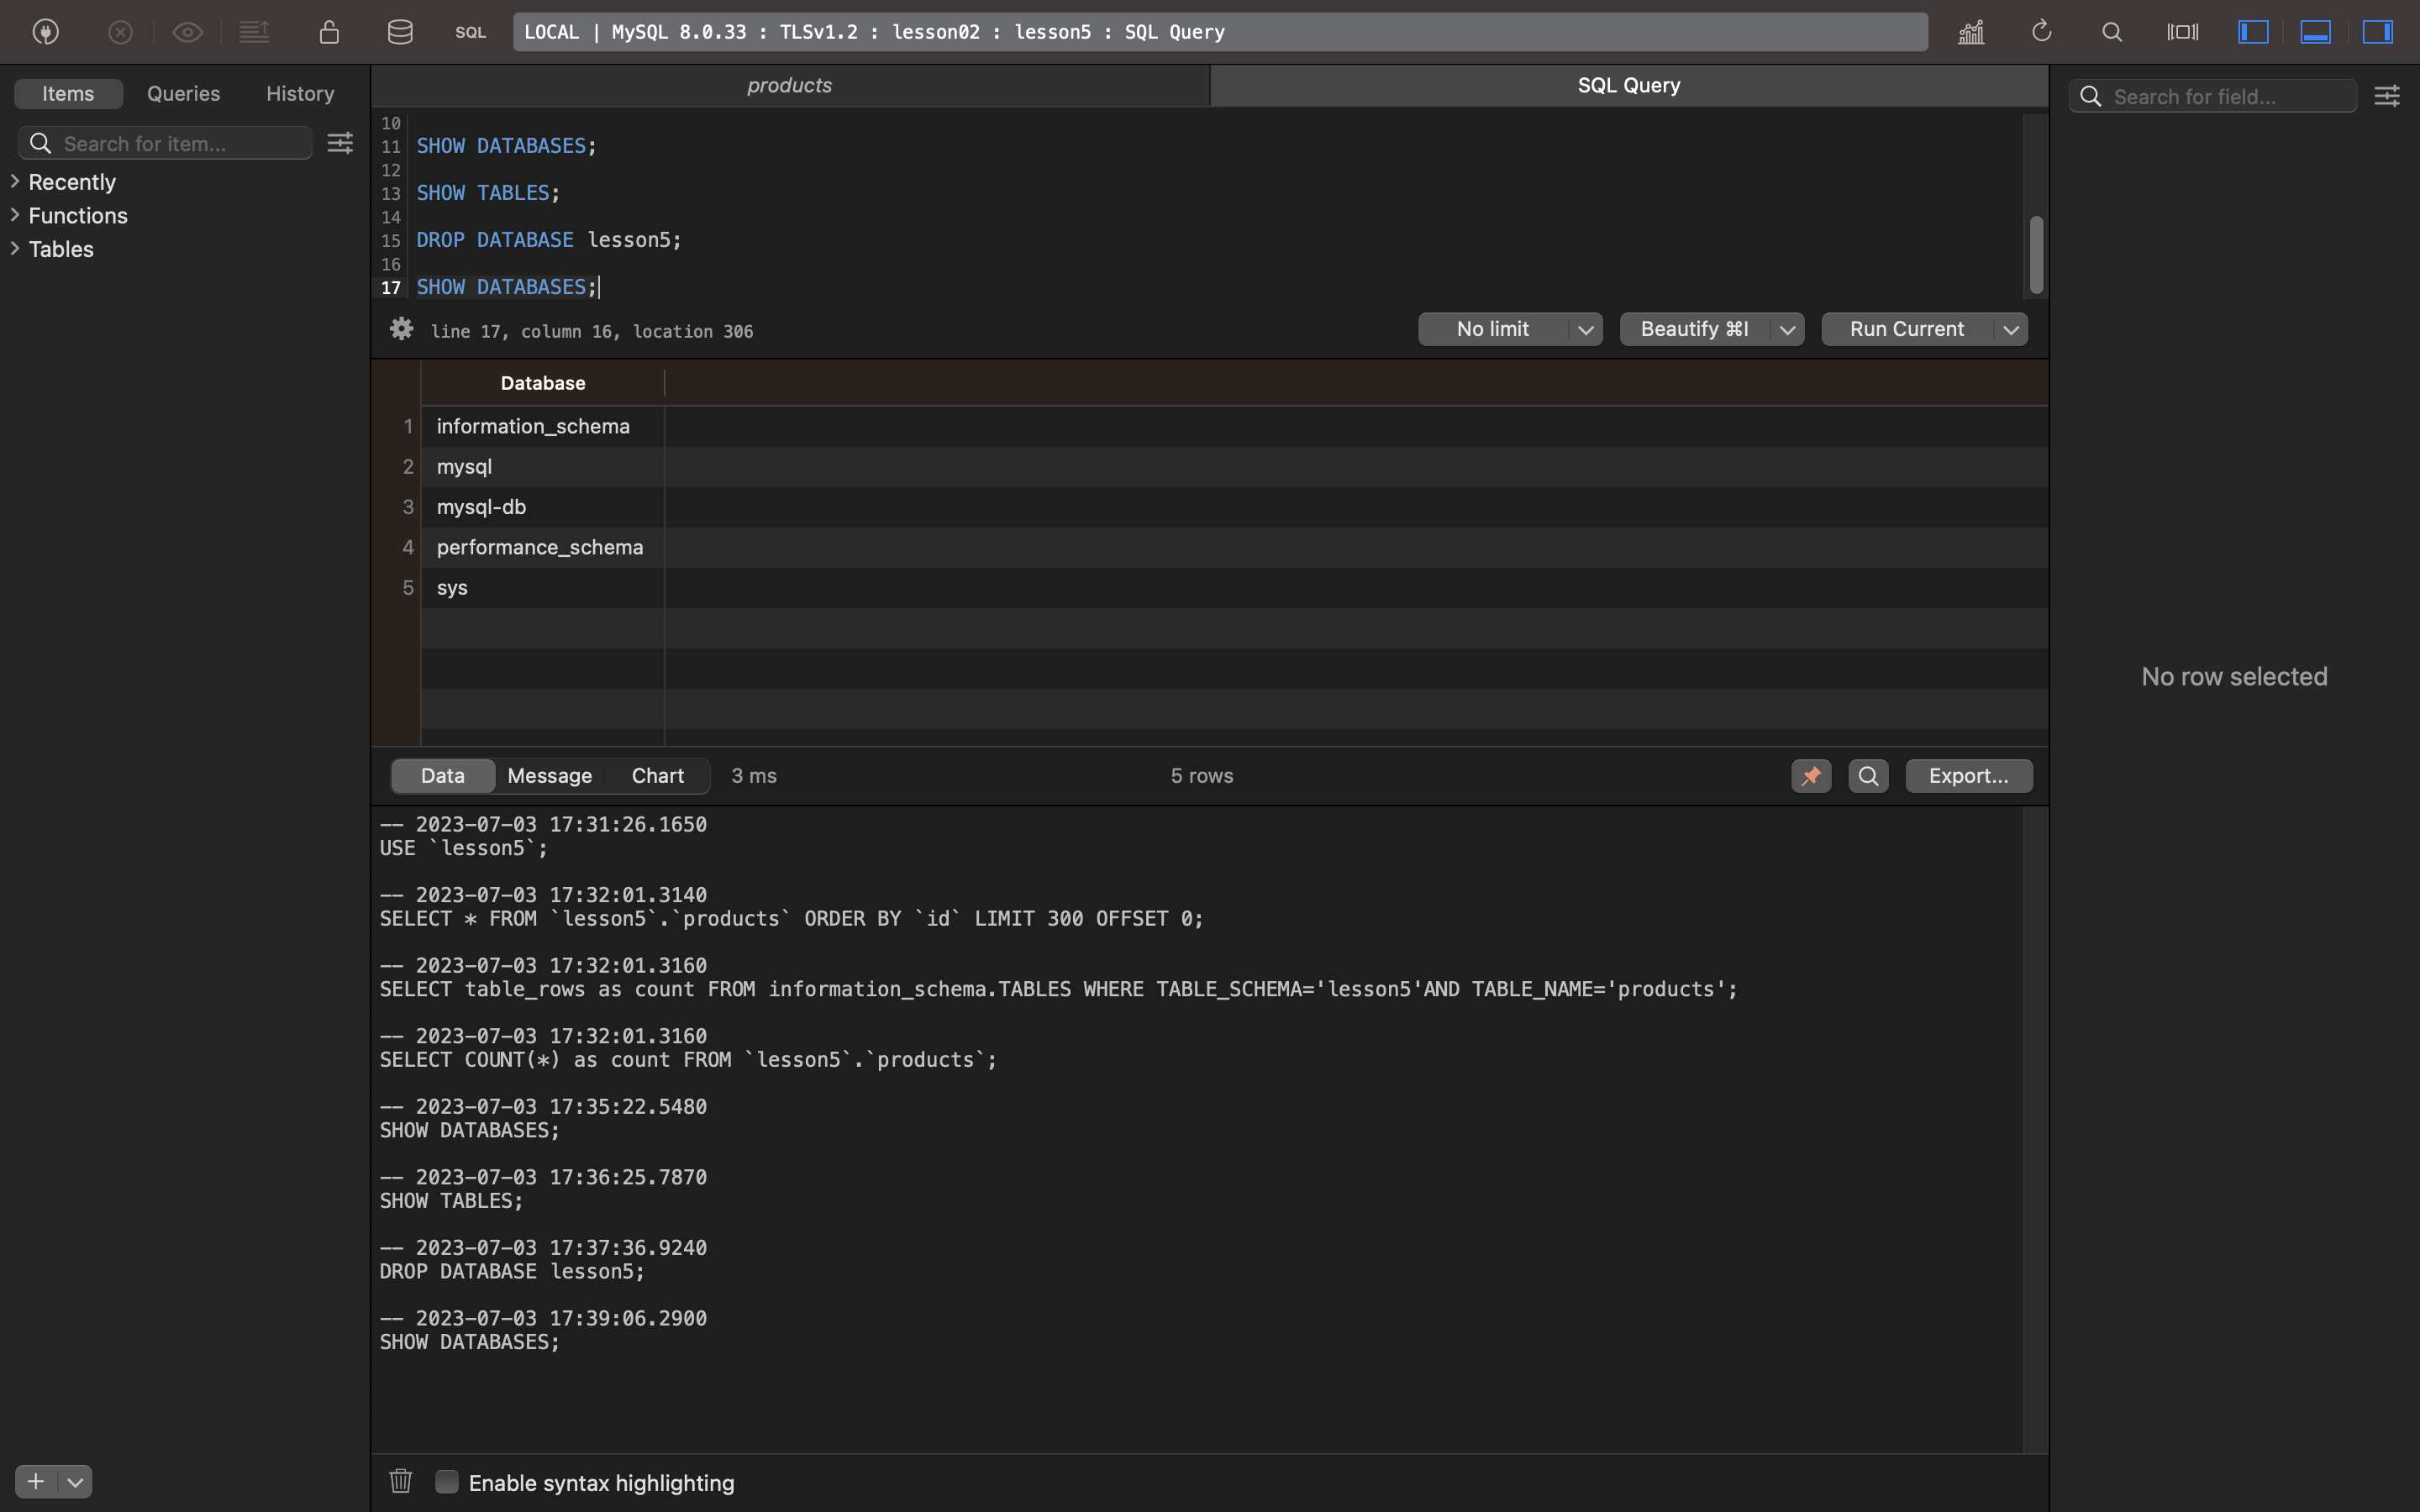 SQL
LOCAL | MySQL 8.0.33 : TLSv1.2 : lesson02 : lesson5 : SQL Query
Items
Queries
History
Search for item...
Recently
Functions
Tables
products
SQL Query
10
11 SHOW DATABASES;
12
13 SHOW TABLES;
14
15 DROP DATABASE lesson5;
16
17 SHOW DATABASES;
line 17, column 16, location 306
No limit
Beautify ⌘I
Run Current
Database
1 information_schema
2 mysql
3 mysql-db
4 performance_schema
5 sys
Data
Message
Chart
3 ms
5 rows
Export...
-- 2023-07-03 17:31:26.1650
USE `lesson5`;
-- 2023-07-03 17:32:01.3140
SELECT * FROM `lesson5`.`products` ORDER BY `id` LIMIT 300 OFFSET 0;
-- 2023-07-03 17:32:01.3160
SELECT table_rows as count FROM information_schema.TABLES WHERE TABLE_SCHEMA='lesson5'AND TABLE_NAME='products';
-- 2023-07-03 17:32:01.3160
SELECT COUNT(*) as count FROM `lesson5`.`products`;
-- 2023-07-03 17:35:22.5480
SHOW DATABASES;
-- 2023-07-03 17:36:25.7870
SHOW TABLES;
-- 2023-07-03 17:37:36.9240
DROP DATABASE lesson5;
-- 2023-07-03 17:39:06.2900
SHOW DATABASES;
Enable syntax highlighting
Search for field...
No row selected